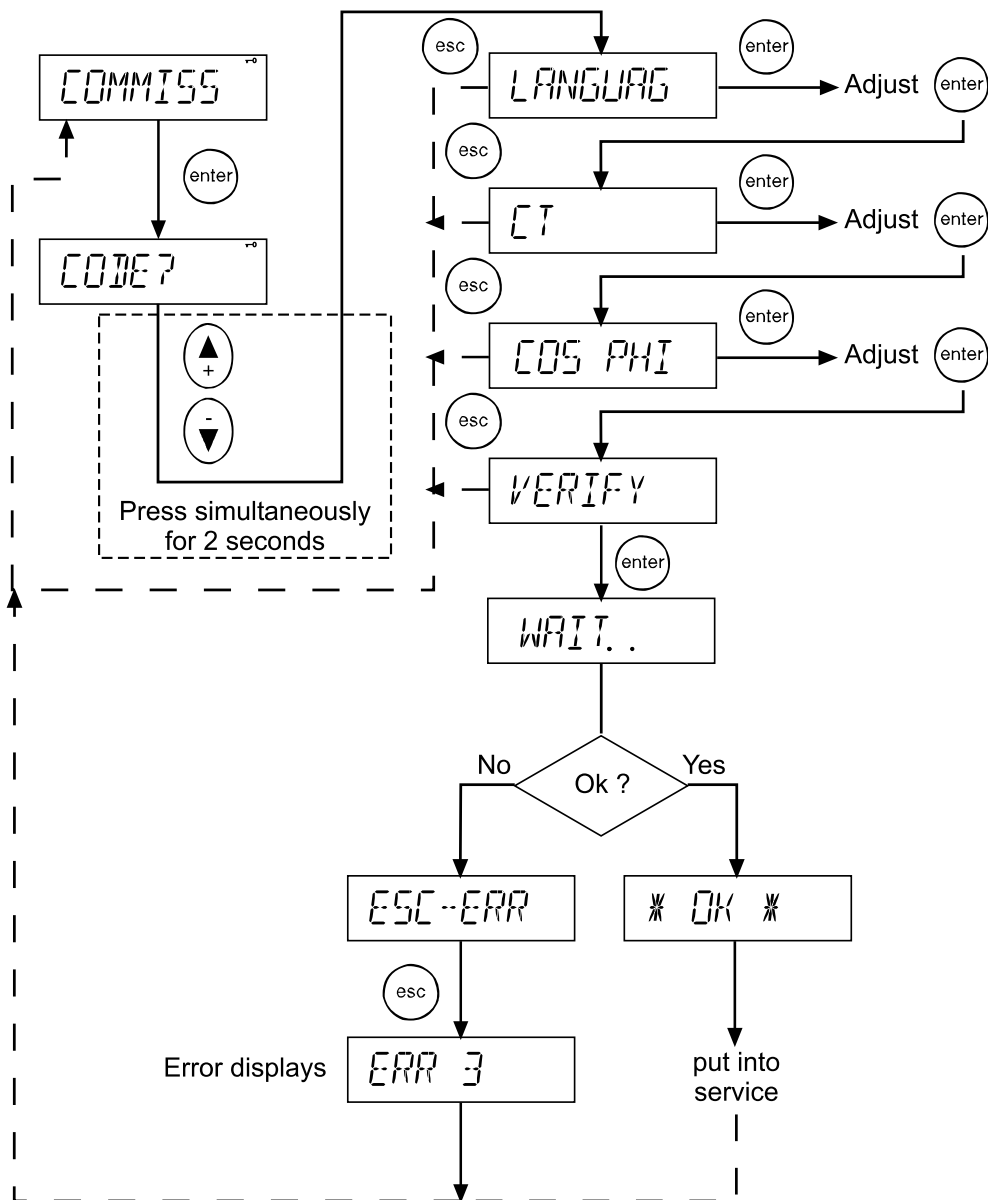 COMMISS
enter
CODE?
+
-
Press simultaneously
for 2 seconds
esc
LANGUAG
enter
Adjust
enter
esc
CT
enter
Adjust
enter
esc
COS PHI
enter
Adjust
enter
esc
VERIFY
enter
WAIT..
Ok ?
No
Yes
ESC-ERR
esc
Error displays
ERR 3
* OK *
put into
service